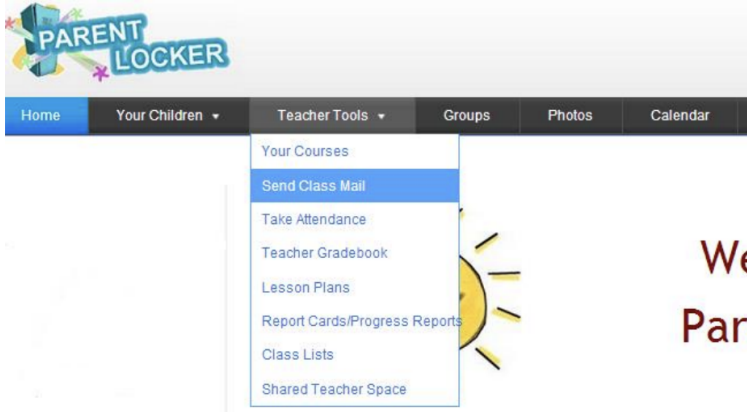 PARENT
LOCKER
Home Your Children Teacher Tools Groups Photos Calendar
Your Courses
Send Class Mail
Take Attendance
Teacher Gradebook
Lesson Plans
Report Cards/Progress Reports
Class Lists
Shared Teacher Space
We
Par